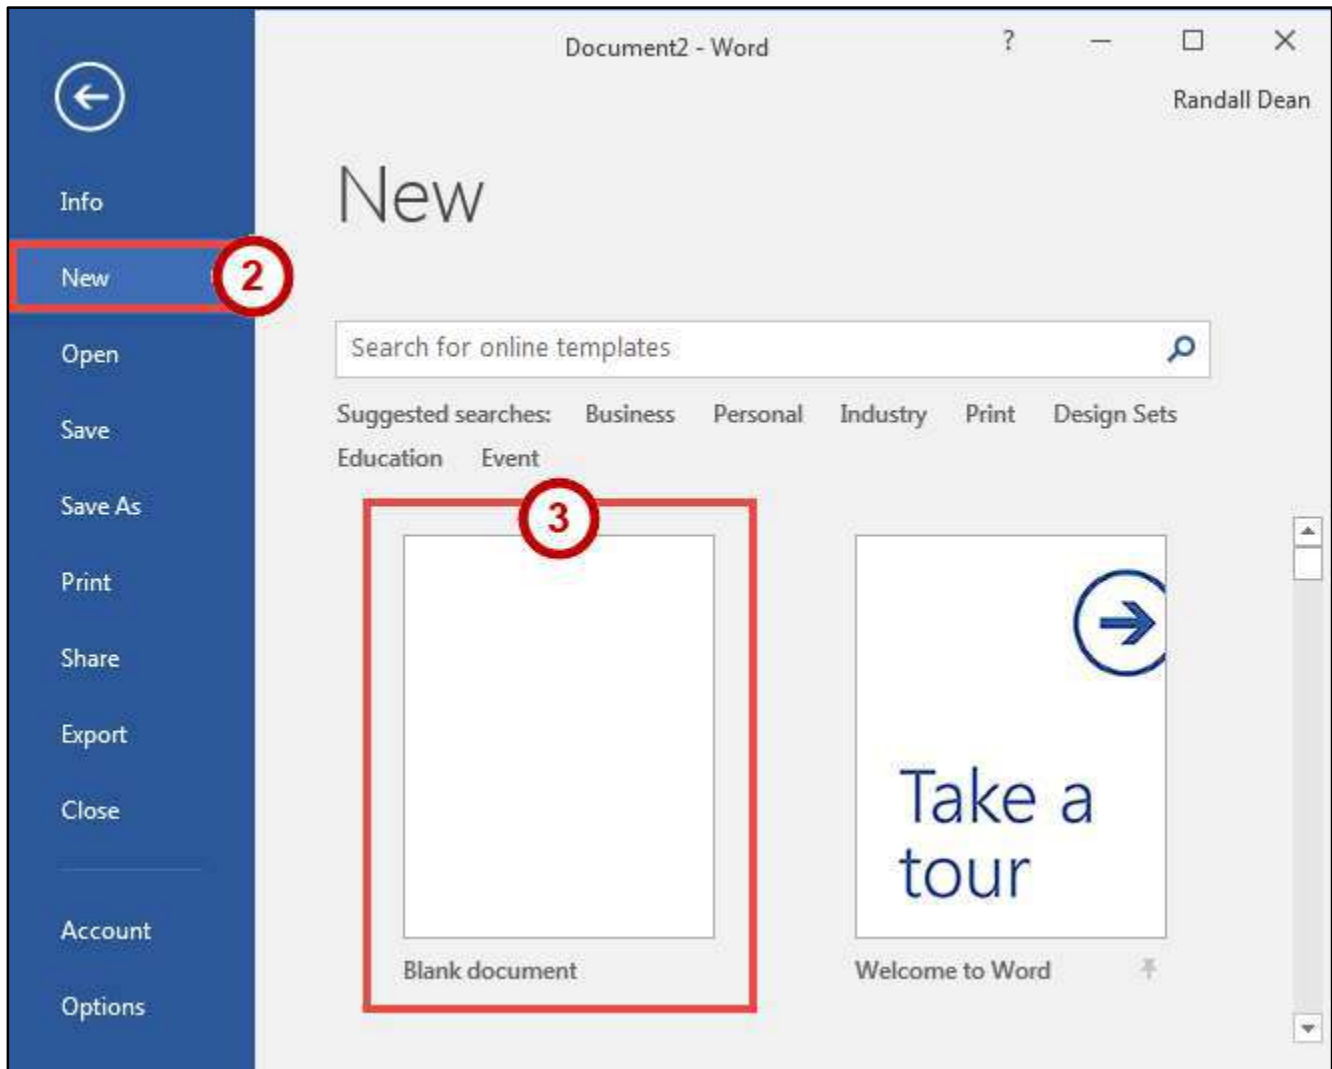 Document2 - Word
?
Randall Dean
Info
New
2
Open
Save
Save As
Print
Share
Export
Close
Account
Options
New
Search for online templates
Suggested searches: Business Personal Industry Print Design Sets
Education Event
3
Blank document
Take a
tour
Welcome to Word